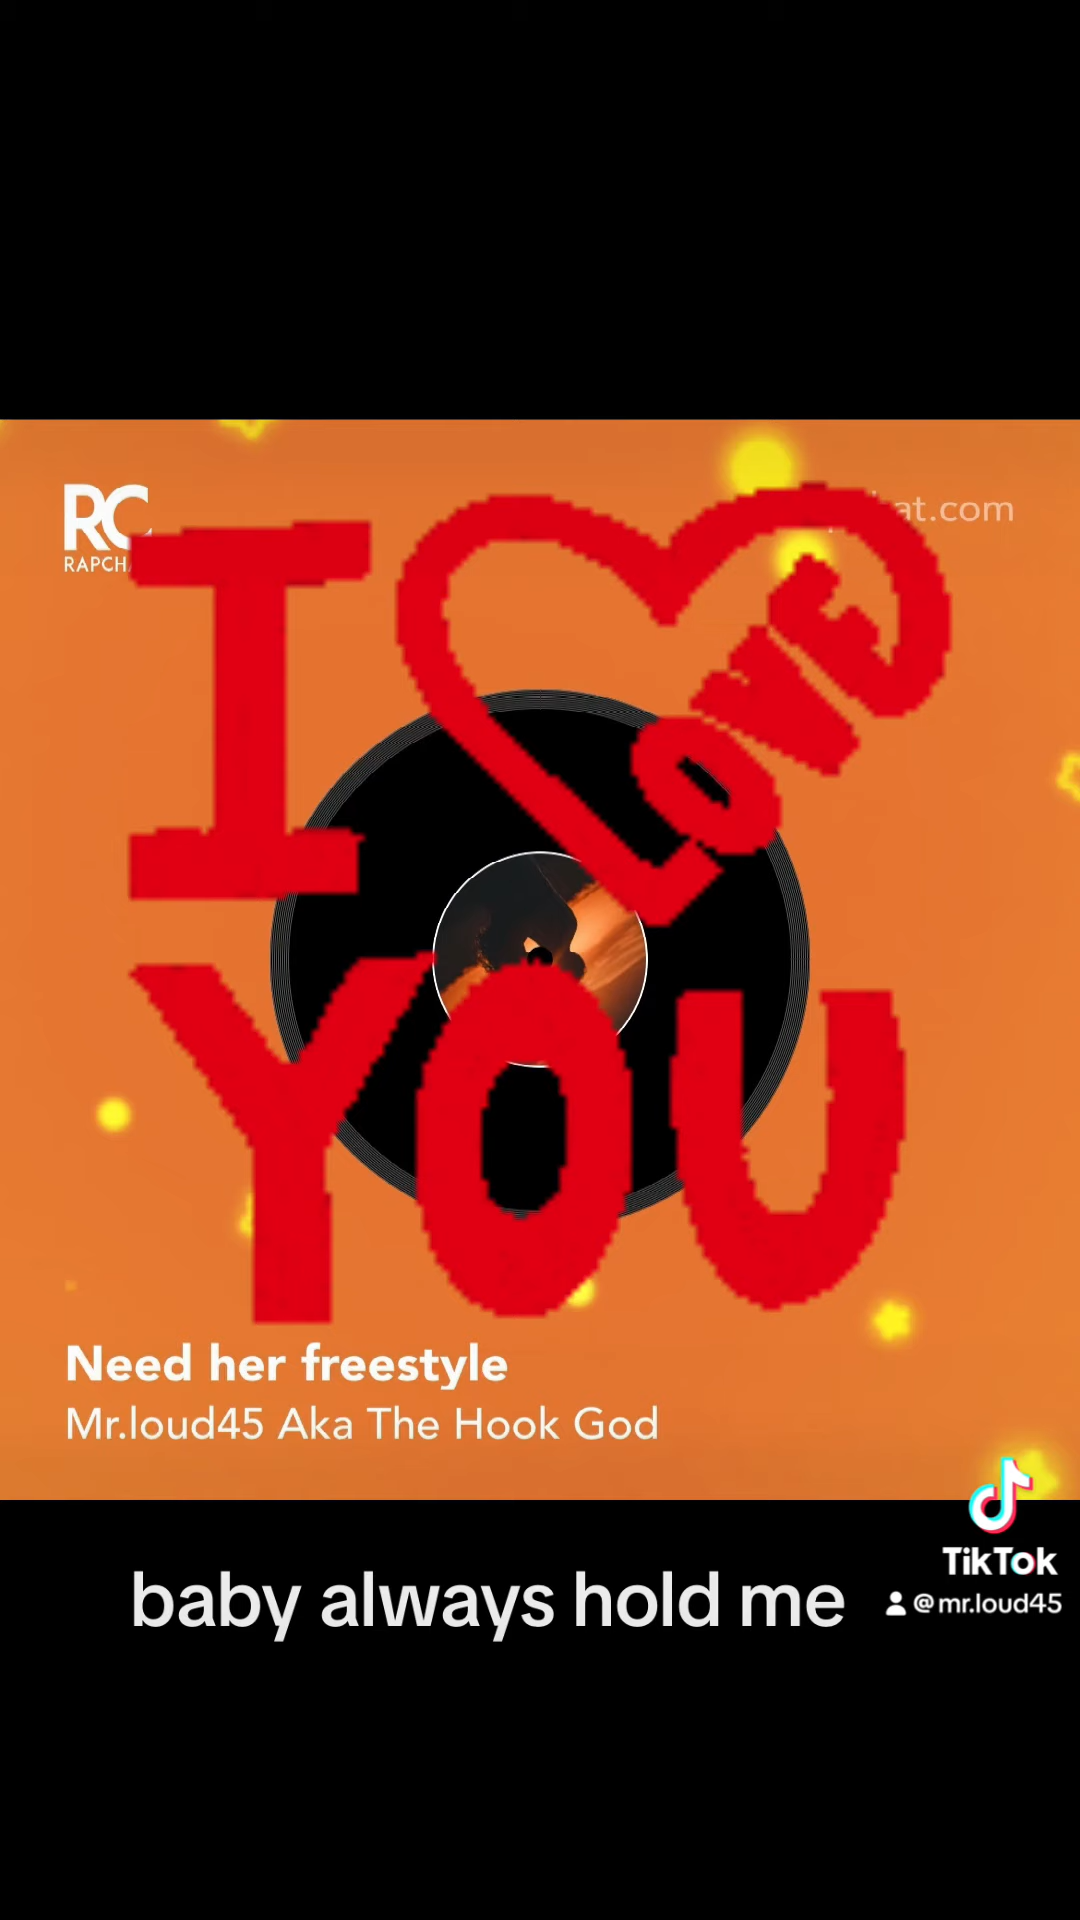 RC
RAPCH
at.com
I LOVE
YOU
Need her freestyle
Mr.loud45 Aka The Hook God
TikTok
baby always hold me
@mr.loud45